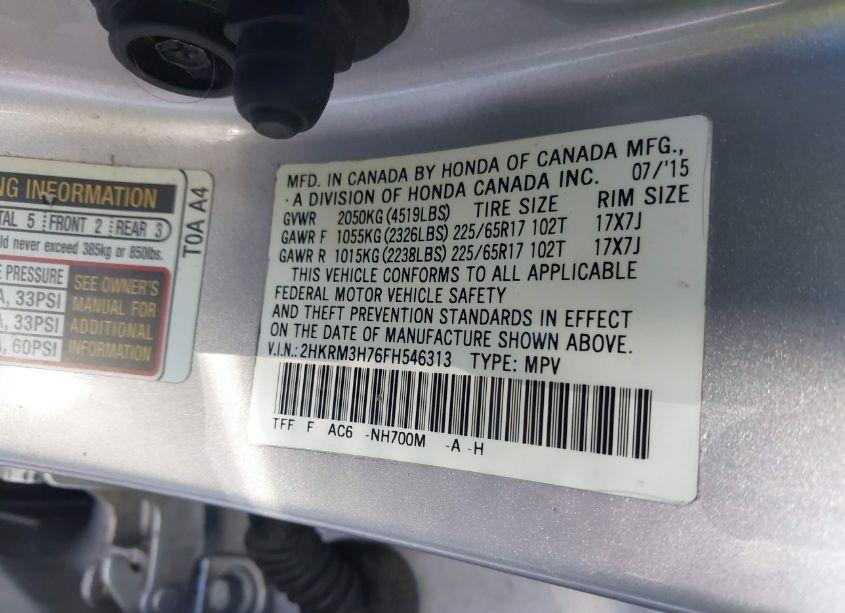 NG INFORMATION
TAL 5 FRONT 2 REAR 3
uld never exceed 385kg or 850lbs.
E PRESSURE
A, 33PSI
A, 33PSI
A, 60PSI
SEE OWNER'S
MANUAL FOR
ADDITIONAL
INFORMATION
T0A A4
MFD. IN CANADA BY HONDA OF CANADA MFG.,
A DIVISION OF HONDA CANADA INC. 07/'15
GVWR 2050KG (4519LBS) TIRE SIZE RIM SIZE
GAWR F 1055KG (2326LBS) 225/65R17 102T 17X7J
GAWR R 1015KG (2238LBS) 225/65R17 102T 17X7J
THIS VEHICLE CONFORMS TO ALL APPLICABLE
FEDERAL MOTOR VEHICLE SAFETY
AND THEFT PREVENTION STANDARDS IN EFFECT
ON THE DATE OF MANUFACTURE SHOWN ABOVE.
V.I.N.: 2HKRM3H76FH546313 TYPE: MPV
TFF F AC6 -NH700M -A -H